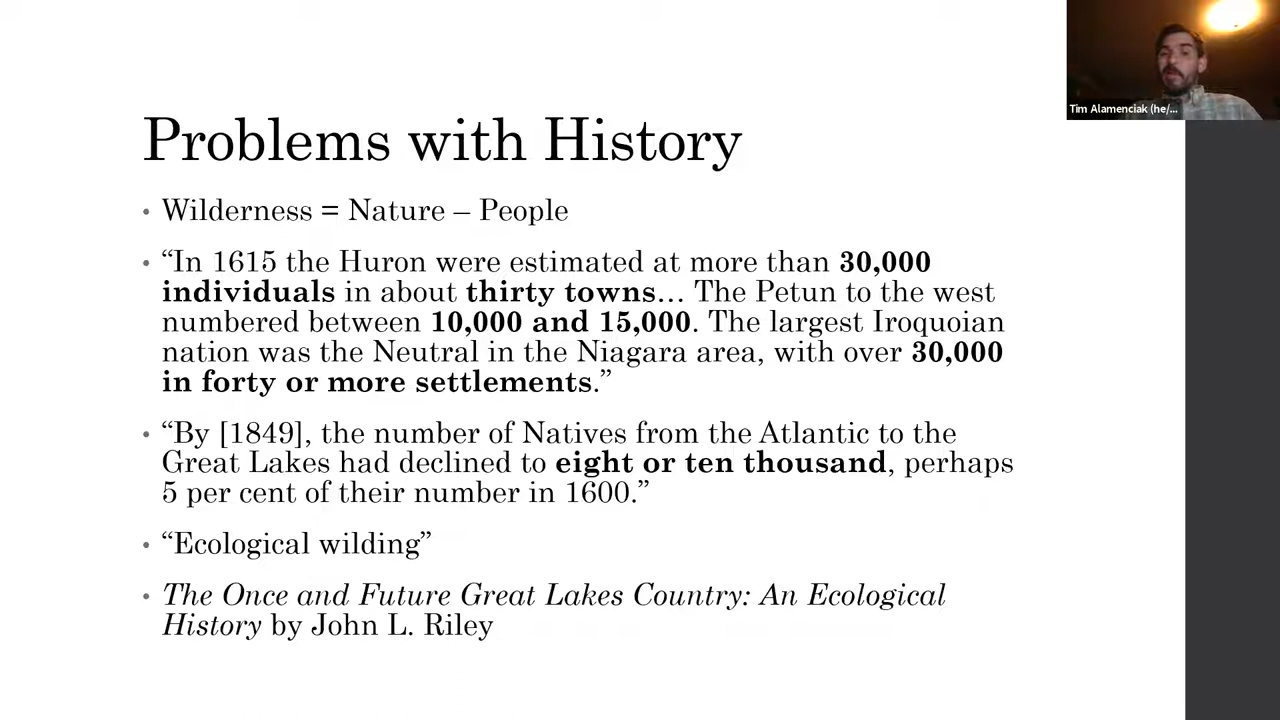 Tim Alamenciak (he/...
Problems with History
• Wilderness = Nature – People
• “In 1615 the Huron were estimated at more than 30,000
individuals in about thirty towns… The Petun to the west
numbered between 10,000 and 15,000. The largest Iroquoian
nation was the Neutral in the Niagara area, with over 30,000
in forty or more settlements.”
• “By [1849], the number of Natives from the Atlantic to the
Great Lakes had declined to eight or ten thousand, perhaps
5 per cent of their number in 1600.”
• “Ecological wilding”
• The Once and Future Great Lakes Country: An Ecological
History by John L. Riley